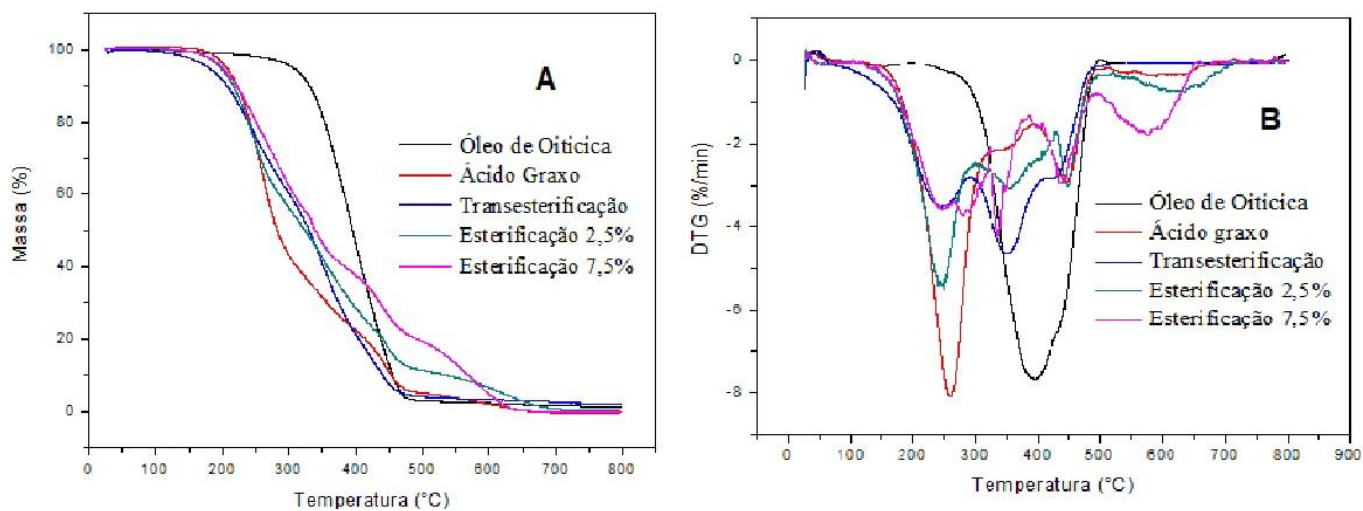 A
100
80
60
40
20
0
Massa (%)
Óleo de Oiticica
Ácido Graxo
Transesterificação
Esterificação 2,5%
Esterificação 7,5%
0 100 200 300 400 500 600 700 800
Temperatura (°C)
B
0
-2
-4
-6
-8
DTG (%/min)
Óleo de Oiticica
Ácido graxo
Transesterificação
Esterificação 2,5%
Esterificação 7,5%
0 100 200 300 400 500 600 700 800 900
Temperatura (°C)